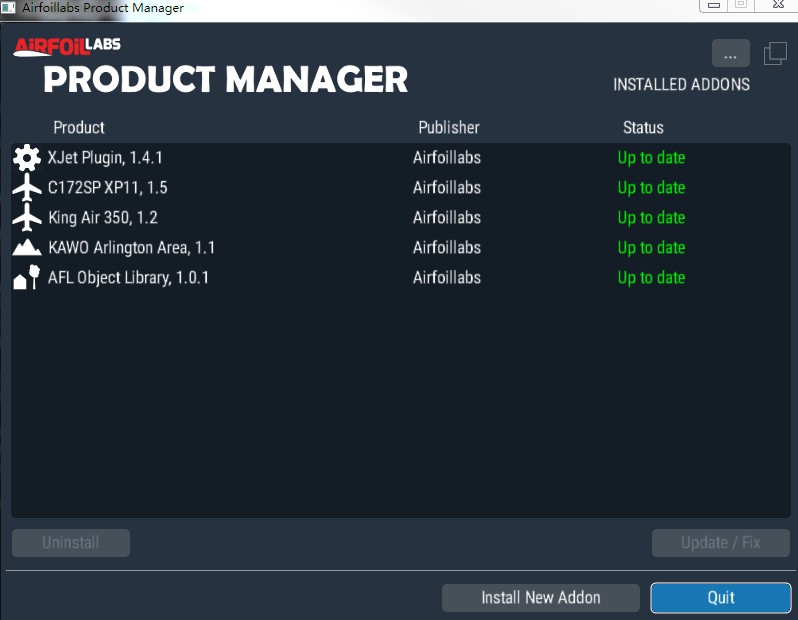 Airfoillabs Product Manager
AIRFOILLABS
...
PRODUCT MANAGER
INSTALLED ADDONS
Product Publisher Status
XJet Plugin, 1.4.1 Airfoillabs Up to date
C172SP XP11, 1.5 Airfoillabs Up to date
King Air 350, 1.2 Airfoillabs Up to date
KAWO Arlington Area, 1.1 Airfoillabs Up to date
AFL Object Library, 1.0.1 Airfoillabs Up to date
Uninstall Update / Fix
Install New Addon Quit